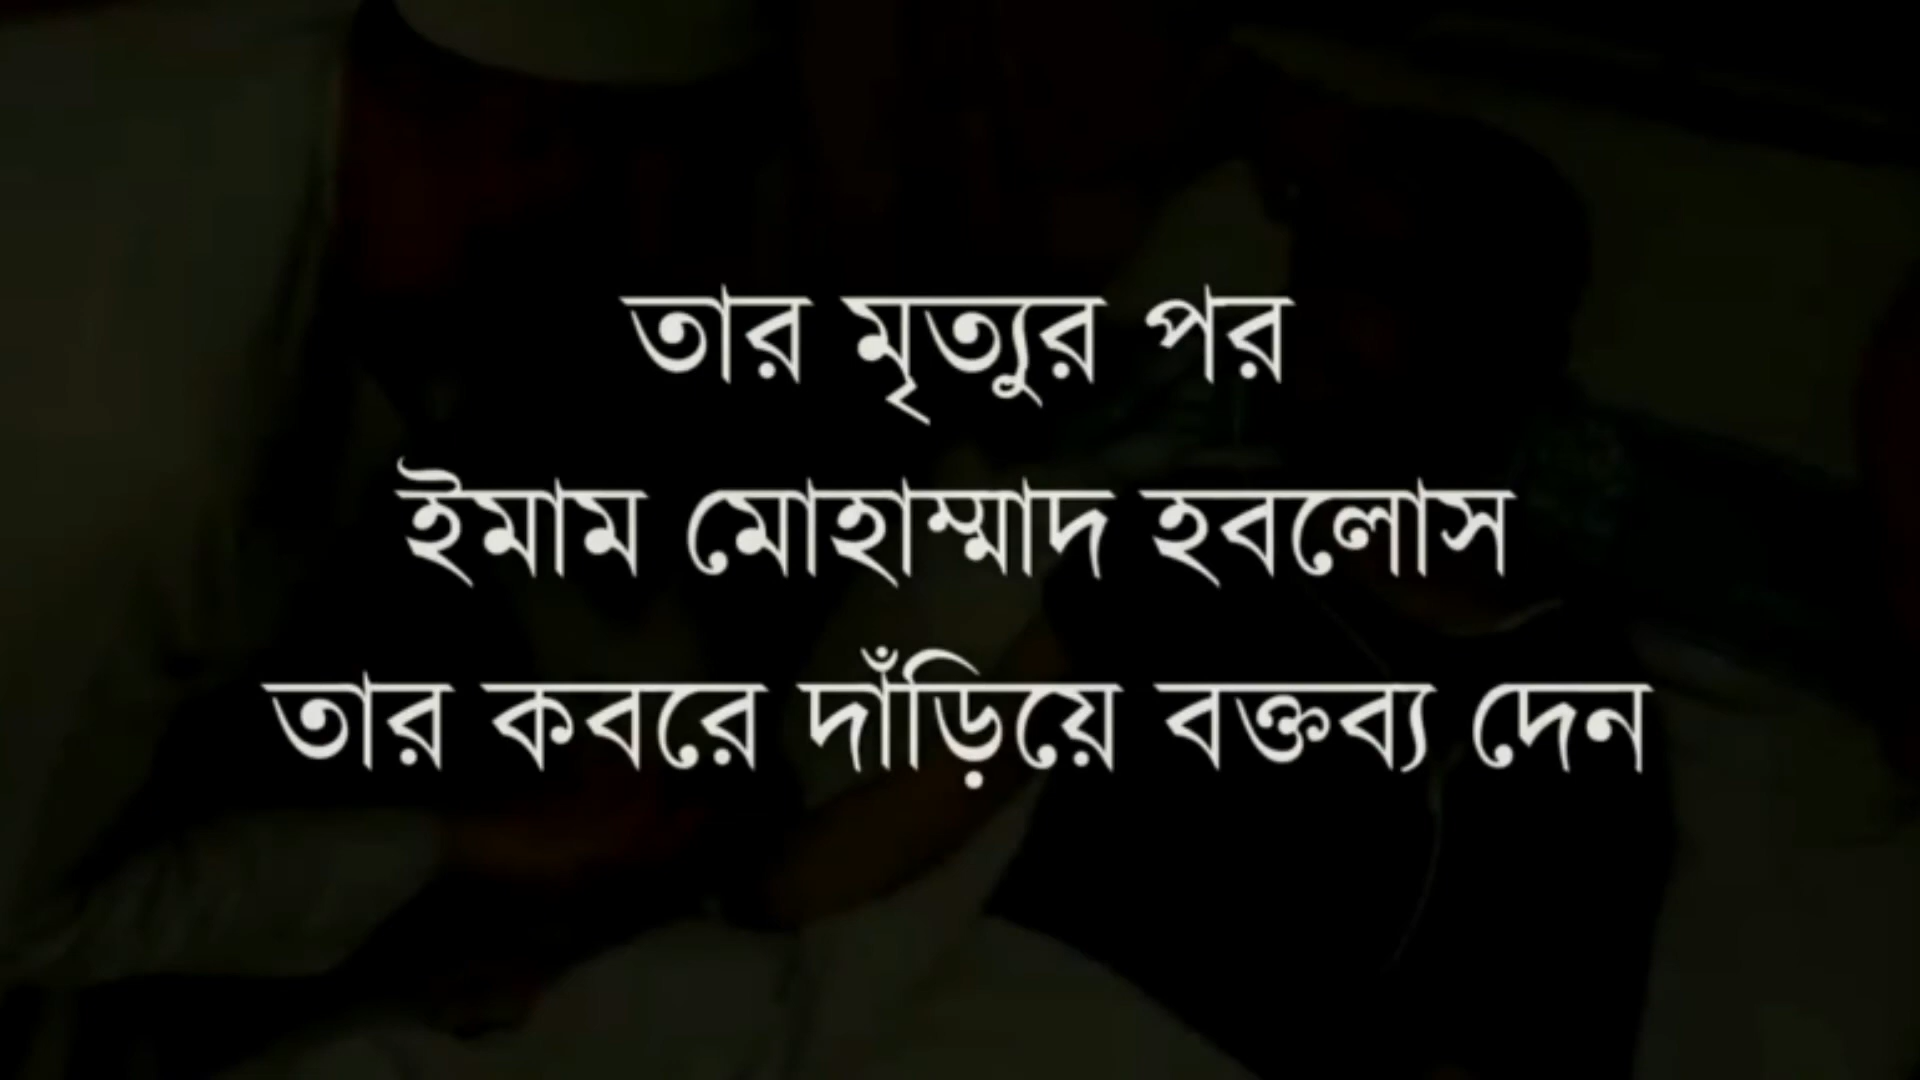 তার মৃত্যুর পর
ইমাম মোহাম্মাদ হবলোস
তার কবরে দাঁড়িয়ে বক্তব্য দেন